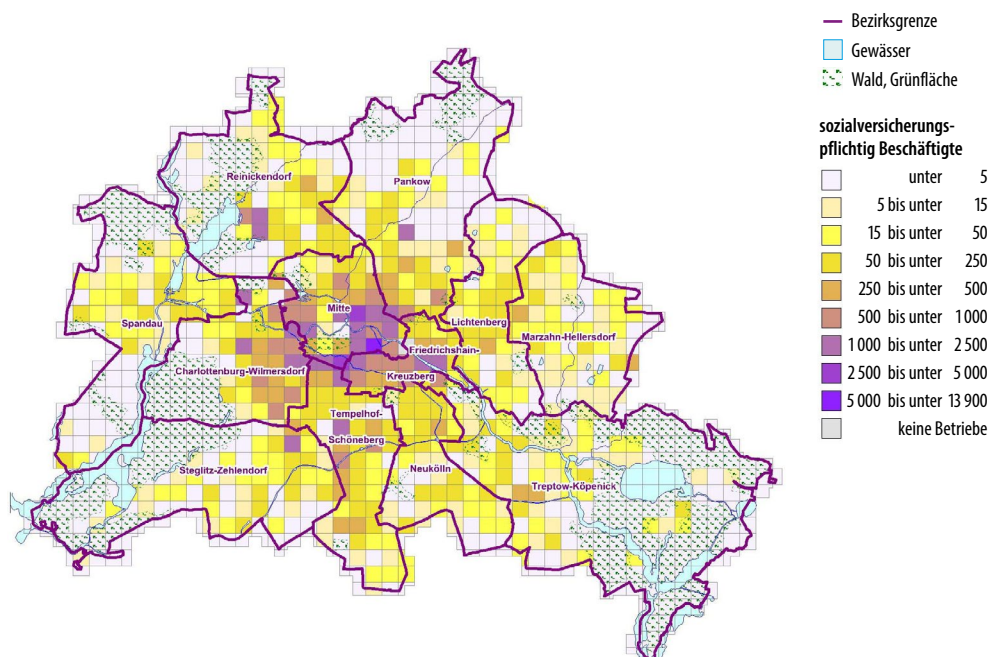 Bezirksgrenze
Gewässer
Wald, Grünfläche
sozialversicherungs-
pflichtig Beschäftigte
unter 5
5 bis unter 15
15 bis unter 50
50 bis unter 250
250 bis unter 500
500 bis unter 1 000
1 000 bis unter 2 500
2 500 bis unter 5 000
5 000 bis unter 13 900
keine Betriebe
Reinickendorf
Pankow
Mitte
Spandau
Lichtenberg
Marzahn-Hellersdorf
Friedrichshain-
Kreuzberg
Charlottenburg-Wilmersdorf
Tempelhof-
Schöneberg
Steglitz-Zehlendorf
Neukölln
Treptow-Köpenick